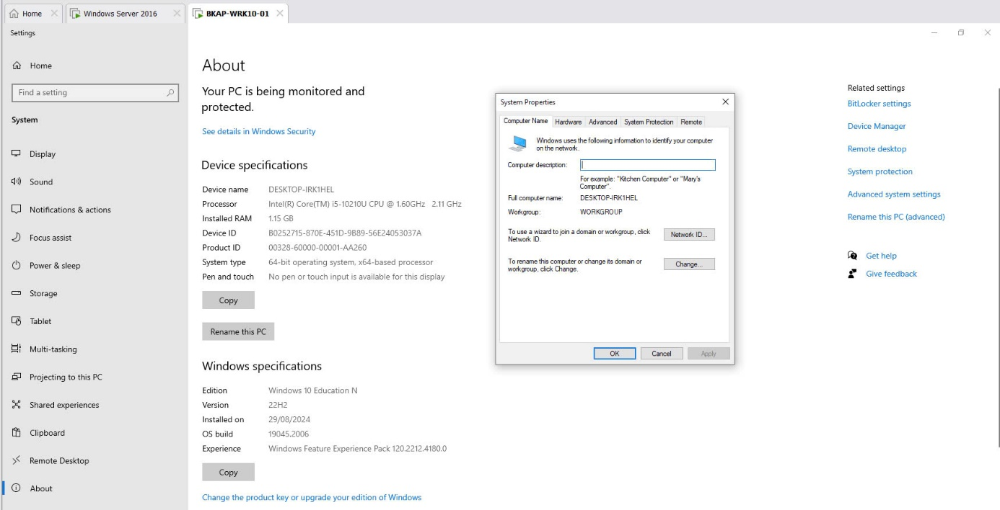 Home
Windows Server 2016
BKAP-WRK10-01
Settings
Home
Find a setting
System
Display
Sound
Notifications & actions
Focus assist
Power & sleep
Storage
Tablet
Multi-tasking
Projecting to this PC
Shared experiences
Clipboard
Remote Desktop
About
About
Your PC is being monitored and
protected.
See details in Windows Security
Device specifications
Device name DESKTOP-IRK1HEL
Processor Intel(R) Core(TM) i5-10210U CPU @ 1.60GHz 2.11 GHz
Installed RAM 1.15 GB
Device ID B0252715-870E-451D-9B89-56E24053037A
Product ID 00328-60000-00001-AA260
System type 64-bit operating system, x64-based processor
Pen and touch No pen or touch input is available for this display
Copy
Rename this PC
Windows specifications
Edition Windows 10 Education N
Version 22H2
Installed on 29/08/2024
OS build 19045.2006
Experience Windows Feature Experience Pack 120.2212.4180.0
Copy
Change the product key or upgrade your edition of Windows
System Properties
Computer Name Hardware Advanced System Protection Remote
Windows uses the following information to identify your computer
on the network.
Computer description:
For example: "Kitchen Computer" or "Mary's
Computer".
Full computer name: DESKTOP-IRK1HEL
Workgroup: WORKGROUP
To use a wizard to join a domain or workgroup, click
Network ID.
Network ID...
To rename this computer or change its domain or
workgroup, click Change.
Change...
OK Cancel Apply
Related settings
BitLocker settings
Device Manager
Remote desktop
System protection
Advanced system settings
Rename this PC (advanced)
Get help
Give feedback